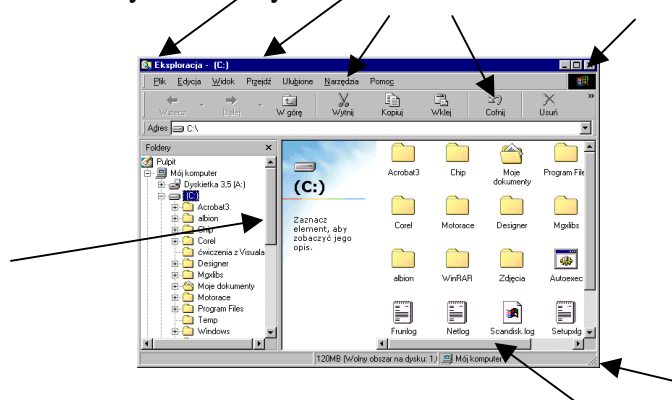 Eksploracja - (C:)
Plik Edycja Widok Przejdź Ulubione Narzędzia Pomoc
Wstecz Dalej W górę Wytnij Kopiuj Wklej Cofnij Usuń »
Adres C:\
Foldery ×
Pulpit
Mój komputer
Dyskietka 3,5 (A:)
(C:)
Acrobat3
albion
Chip
Corel
ćwiczenia z Visuala
Designer
Mgxlibs
Moje dokumenty
Motorace
Program Files
Temp
Windows
(C:)
Zaznacz
element, aby
zobaczyć jego
opis.
Acrobat3 Chip Moje dokumenty Program File
Corel Motorace Designer Mgxlibs
albion WinRAR Zdjęcia Autoexec
Frunlog Netlog Scandisk.log Setupxlg
120MB (Wolny obszar na dysku: 1, Mój komputer